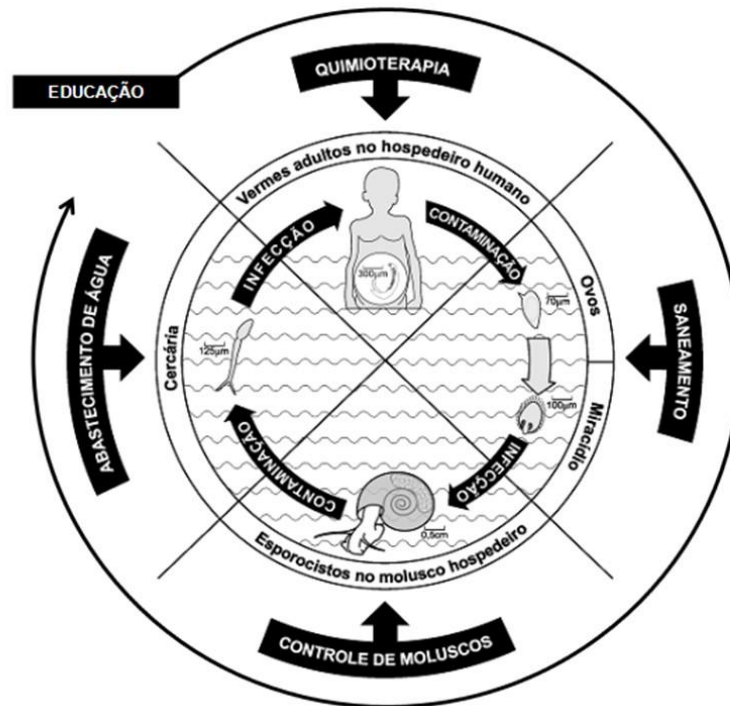 QUIMIOTERAPIA
EDUCAÇÃO
Vermes adultos no hospedeiro humano
INFECÇÃO
CONTAMINAÇÃO
300µm
70µm
Ovos
ABASTECIMENTO DE ÁGUA
Cercária
125µm
SANEAMENTO
100µm
Miracídio
CONTAMINAÇÃO
INFECÇÃO
0,5cm
Esporocistos no molusco hospedeiro
CONTROLE DE MOLUSCOS